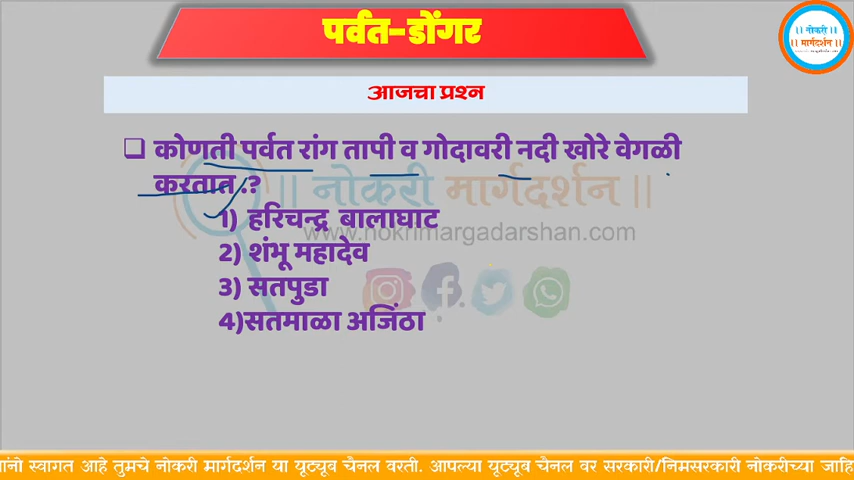 पर्वत-डोंगर
|| नोकरी ||
|| मार्गदर्शन ||
आजचा प्रश्न
कोणती पर्वत रांग तापी व गोदावरी नदी खोरे वेगळी
करतात .?
|| नोकरी मार्गदर्शन ||
1) हरिचन्द्र बालाघाट
www.nokrimargadarshan.com
2) शंभू महादेव
3) सतपुडा
4)सतमाळा अजिंठा
ांनो स्वागत आहे तुमचे नोकरी मार्गदर्शन या यूट्यूब चैनल वरती. आपल्या यूट्यूब चैनल वर सरकारी/निमसरकारी नोकरीच्या जाहि